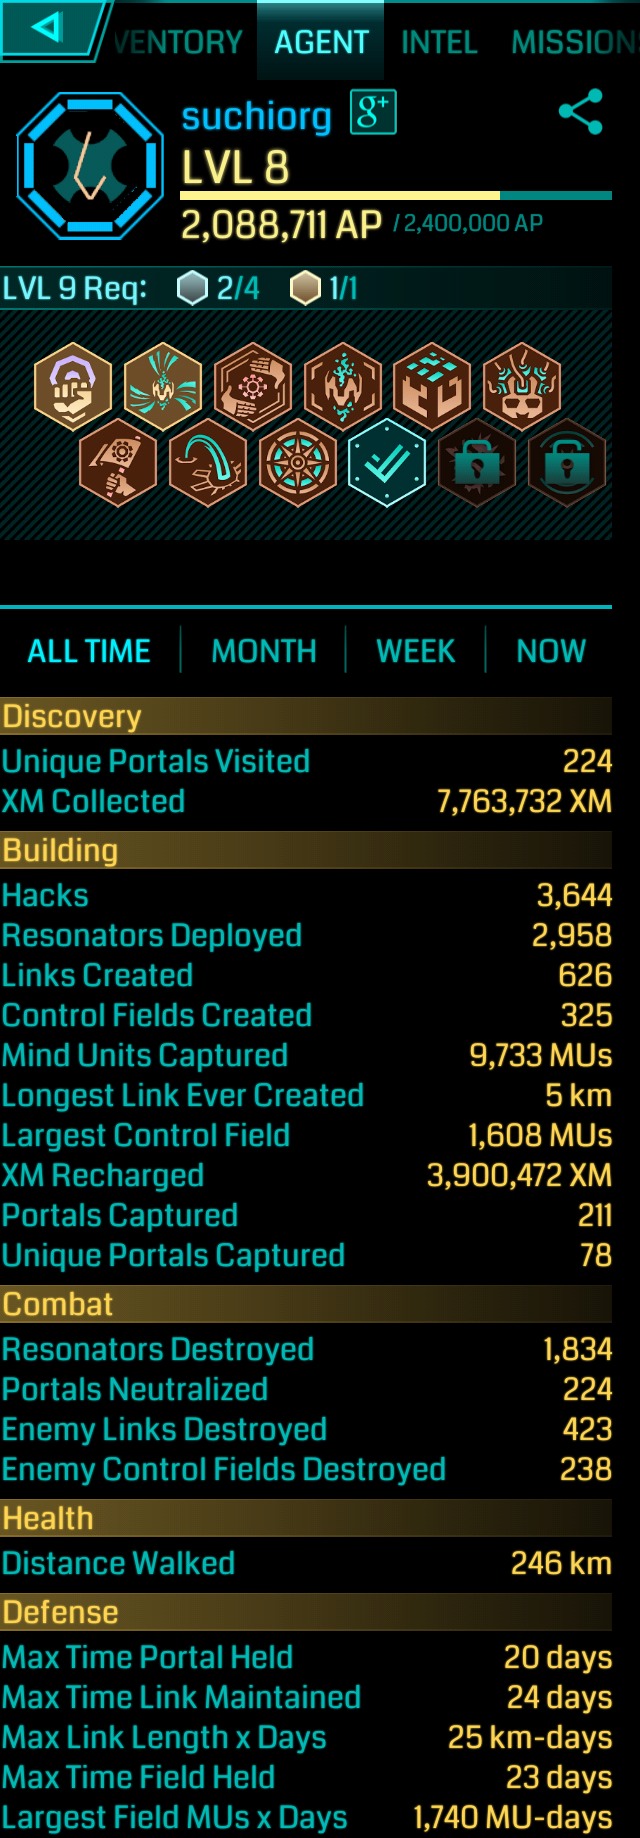 VENTORY AGENT INTEL MISSION
suchiorg g+
LVL 8
2,088,711 AP / 2,400,000 AP
LVL 9 Req: 2/4 1/1
ALL TIME MONTH WEEK NOW
Discovery
Unique Portals Visited 224
XM Collected 7,763,732 XM
Building
Hacks 3,644
Resonators Deployed 2,958
Links Created 626
Control Fields Created 325
Mind Units Captured 9,733 MUs
Longest Link Ever Created 5 km
Largest Control Field 1,608 MUs
XM Recharged 3,900,472 XM
Portals Captured 211
Unique Portals Captured 78
Combat
Resonators Destroyed 1,834
Portals Neutralized 224
Enemy Links Destroyed 423
Enemy Control Fields Destroyed 238
Health
Distance Walked 246 km
Defense
Max Time Portal Held 20 days
Max Time Link Maintained 24 days
Max Link Length x Days 25 km-days
Max Time Field Held 23 days
Largest Field MUs x Days 1,740 MU-days